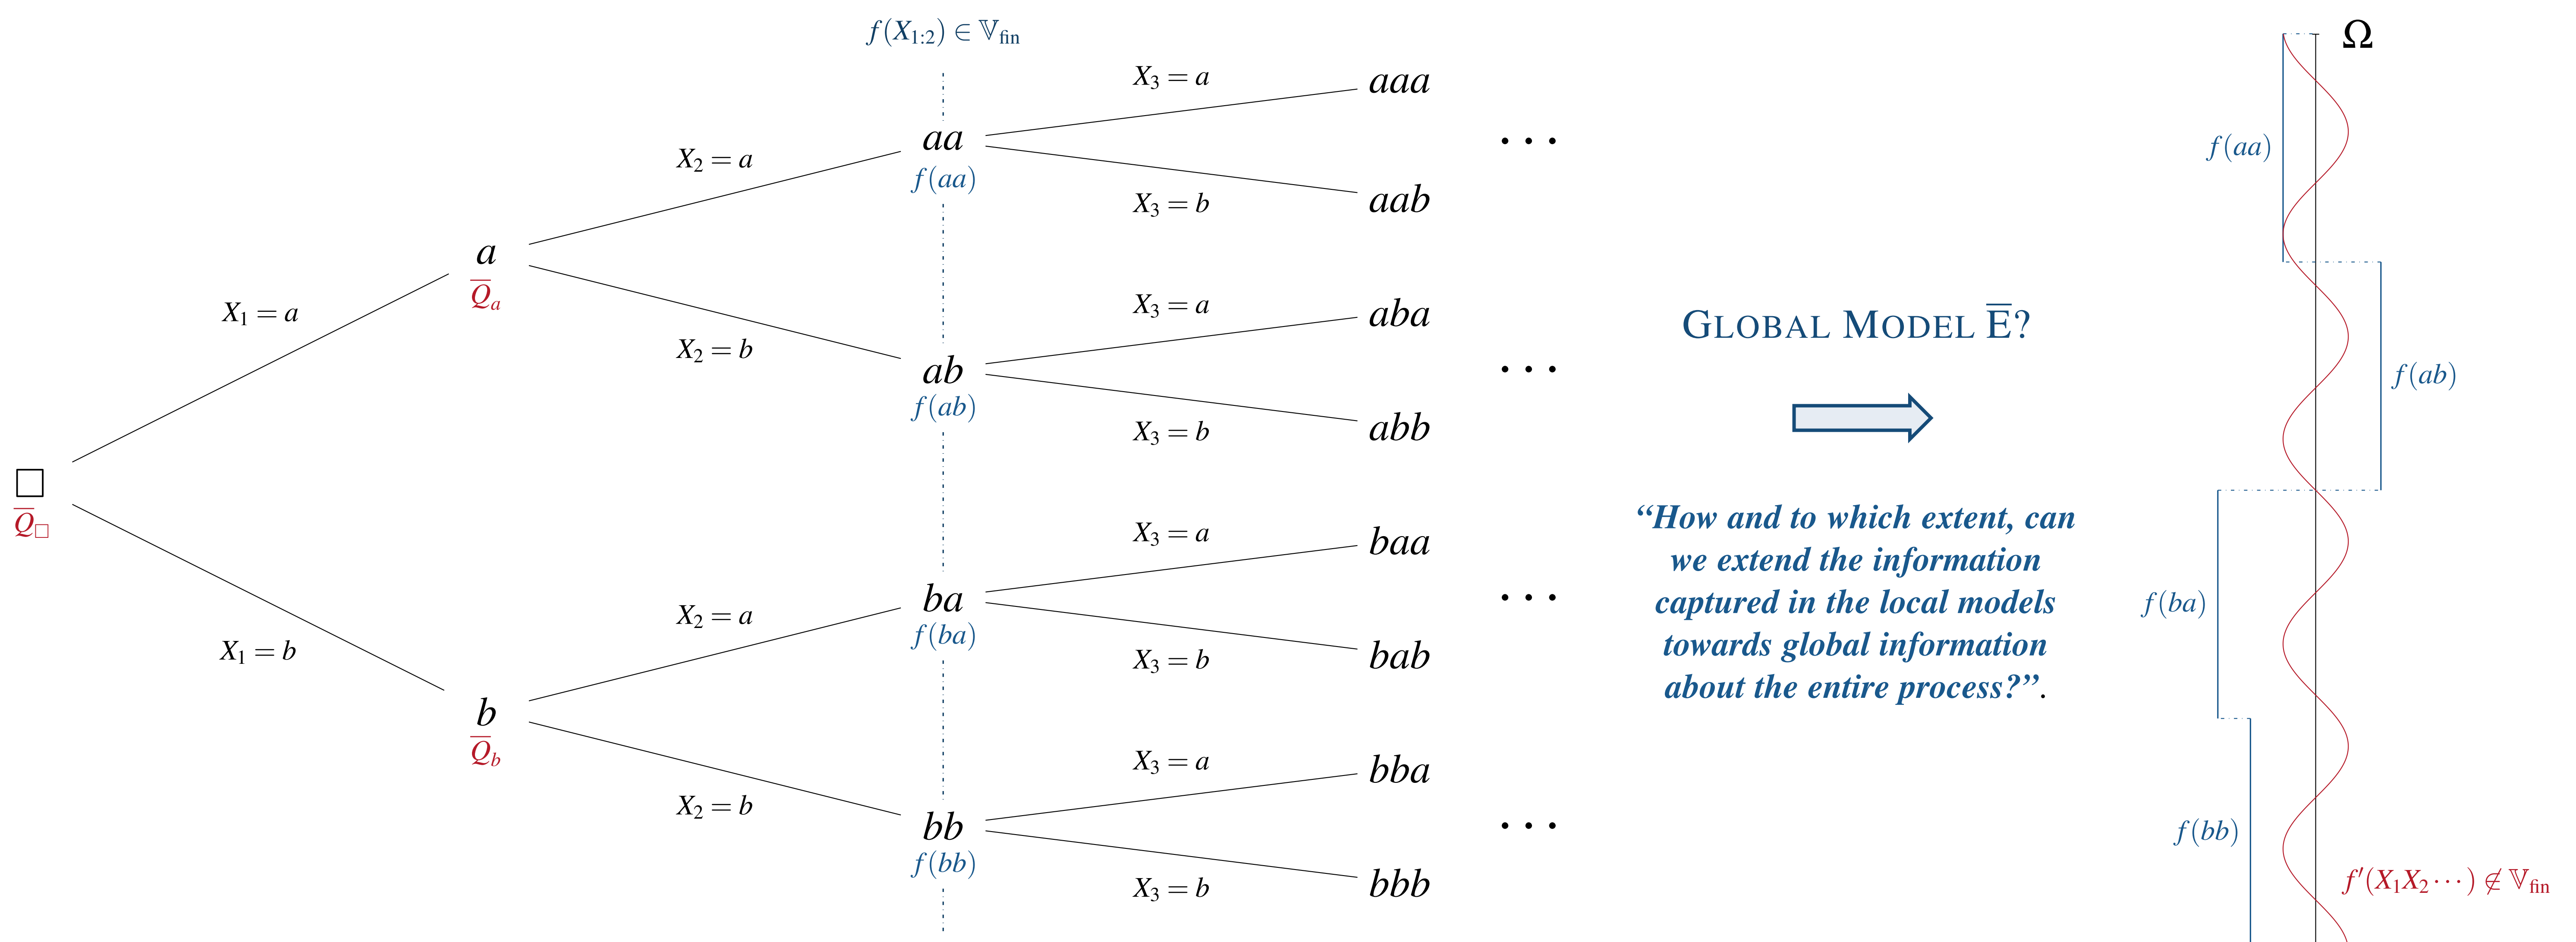 f(X₁:₂) ∈ 𝕍fin
Ω
X₃ = a
aaa
aa
f(aa)
X₂ = a
X₃ = b
aab
· · ·
f(aa)
a
Q̅ₐ
X₁ = a
X₂ = b
X₃ = a
aba
ab
f(ab)
X₃ = b
abb
· · ·
GLOBAL MODEL E̅?
f(ab)
□
Q̅□
“How and to which extent, can
we extend the information
captured in the local models
towards global information
about the entire process?”.
X₁ = b
X₂ = a
X₃ = a
baa
ba
f(ba)
X₃ = b
bab
· · ·
f(ba)
b
Q̅b
X₂ = b
X₃ = a
bba
bb
f(bb)
X₃ = b
bbb
· · ·
f(bb)
f′(X₁X₂ · · ·) ∉ 𝕍fin